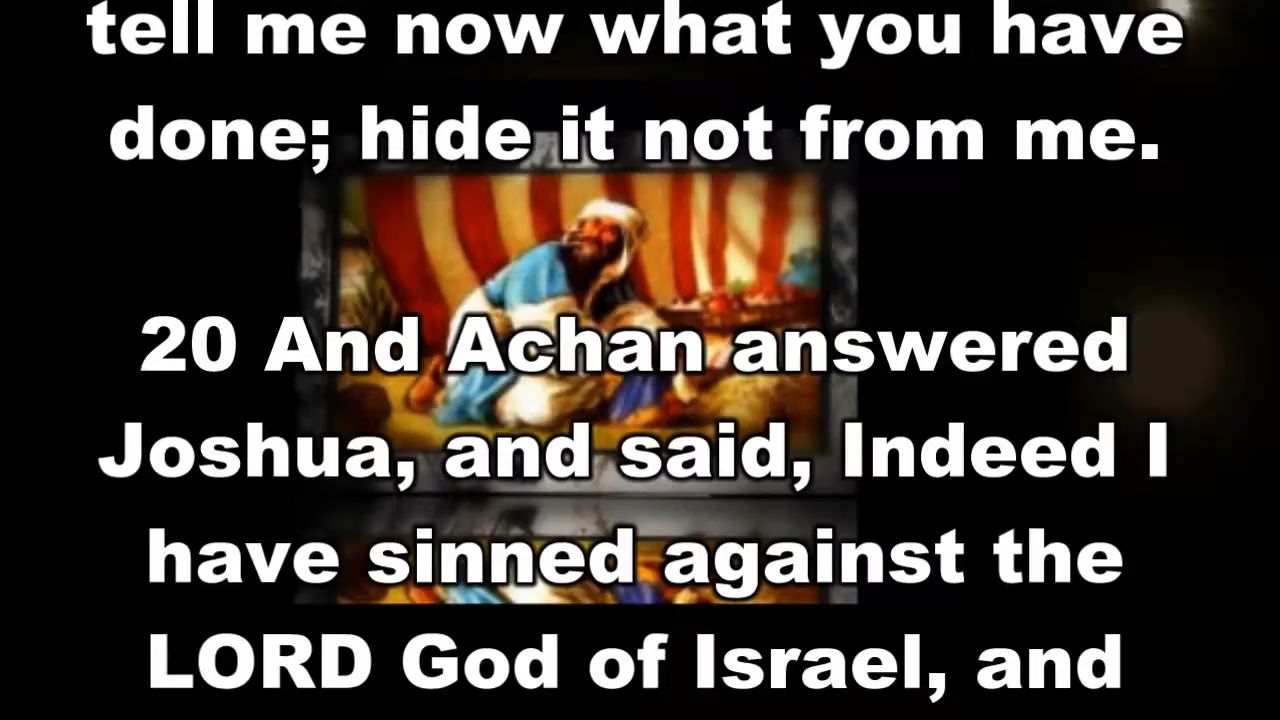 tell me now what you have
done; hide it not from me.
20 And Achan answered
Joshua, and said, Indeed I
have sinned against the
LORD God of Israel, and